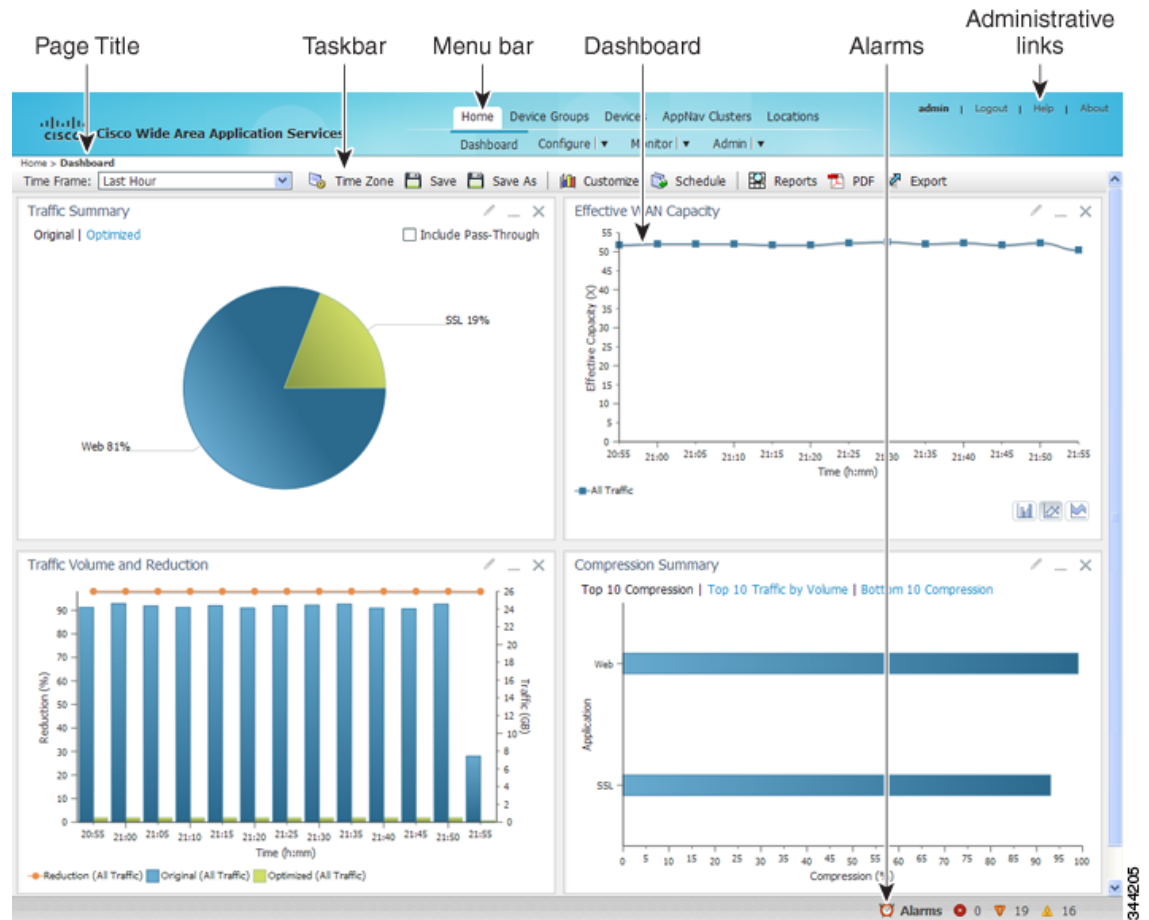 Page Title Taskbar Menu bar Dashboard Alarms Administrative links
CISCO Cisco Wide Area Application Services
Home Device Groups Devices AppNav Clusters Locations
admin | Logout | Help | About
Dashboard Configure | ▼ Monitor | ▼ Admin | ▼
Home > Dashboard
Time Frame: Last Hour Time Zone Save Save As | Customize Schedule | Reports PDF Export
Traffic Summary
Original | Optimized Include Pass-Through
SSL 19%
Web 81%
Effective WAN Capacity
Effective Capacity (X)
55
50
45
40
35
30
25
20
15
10
5
0
20:55 21:00 21:05 21:10 21:15 21:20 21:25 21:30 21:35 21:40 21:45 21:50 21:55
Time (h:mm)
All Traffic
Traffic Volume and Reduction
Reduction (%)
90
80
70
60
50
40
30
20
10
0
26
24
22
20
18
16
14
12
10
8
6
4
2
0
Traffic (GB)
20:55 21:00 21:05 21:10 21:15 21:20 21:25 21:30 21:35 21:40 21:45 21:50 21:55
Time (h:mm)
Reduction (All Traffic) Original (All Traffic) Optimized (All Traffic)
Compression Summary
Top 10 Compression | Top 10 Traffic by Volume | Bottom 10 Compression
Application
Web
SSL
0 5 10 15 20 25 30 35 40 45 50 55 60 65 70 75 80 85 90 95 100
Compression (%)
Alarms 0 19 16
344205